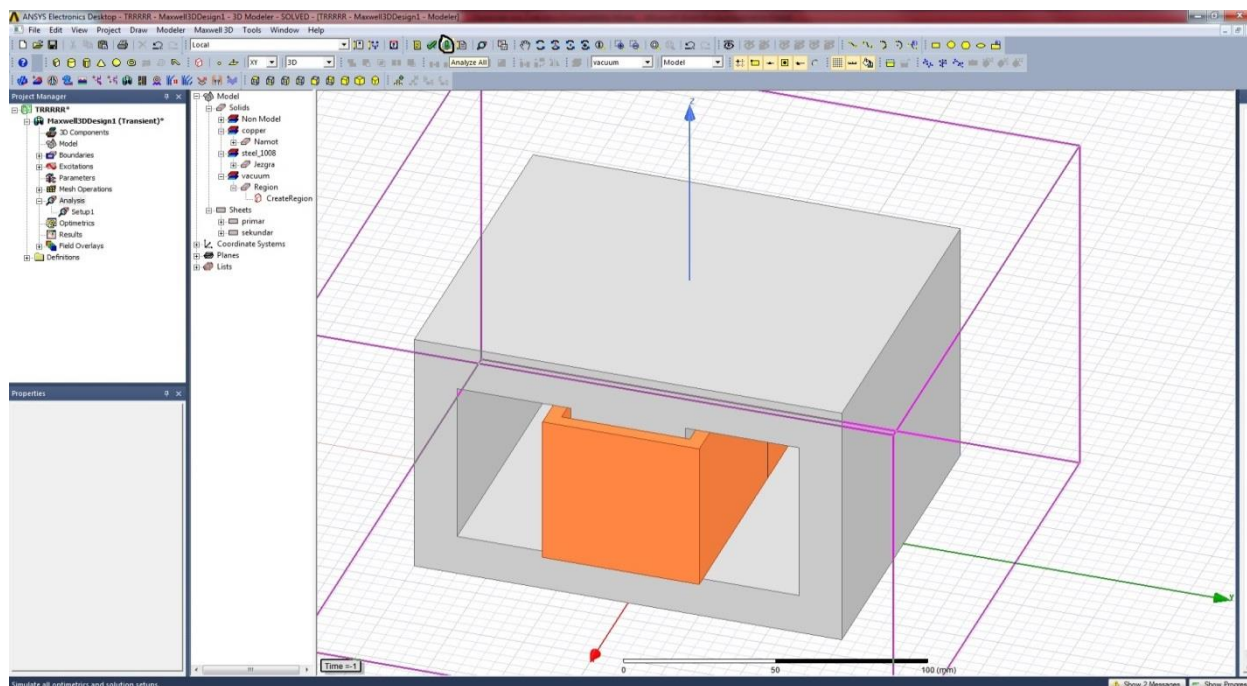 ANSYS Electronics Desktop - TRRRRR - Maxwell3DDesign1 - 3D Modeler - SOLVED - [TRRRRR - Maxwell3DDesign1 - Modeler]
File Edit View Project Draw Modeler Maxwell 3D Tools Window Help
Local
XY 3D Analyze All vacuum Model
Project Manager
TRRRRR*
Maxwell3DDesign1 (Transient)*
3D Components
Model
Boundaries
Excitations
Parameters
Mesh Operations
Analysis
Setup1
Optimetrics
Results
Field Overlays
Definitions
Properties
Model
Solids
Non Model
copper
Namot
steel_1008
Jezgra
vacuum
Region
CreateRegion
Sheets
primar
sekundar
Coordinate Systems
Planes
Lists
Z
Y
Time =-1
0 50 100 (mm)
Simulate all optimetrics and solution setups
Show 2 Messages Show Progress